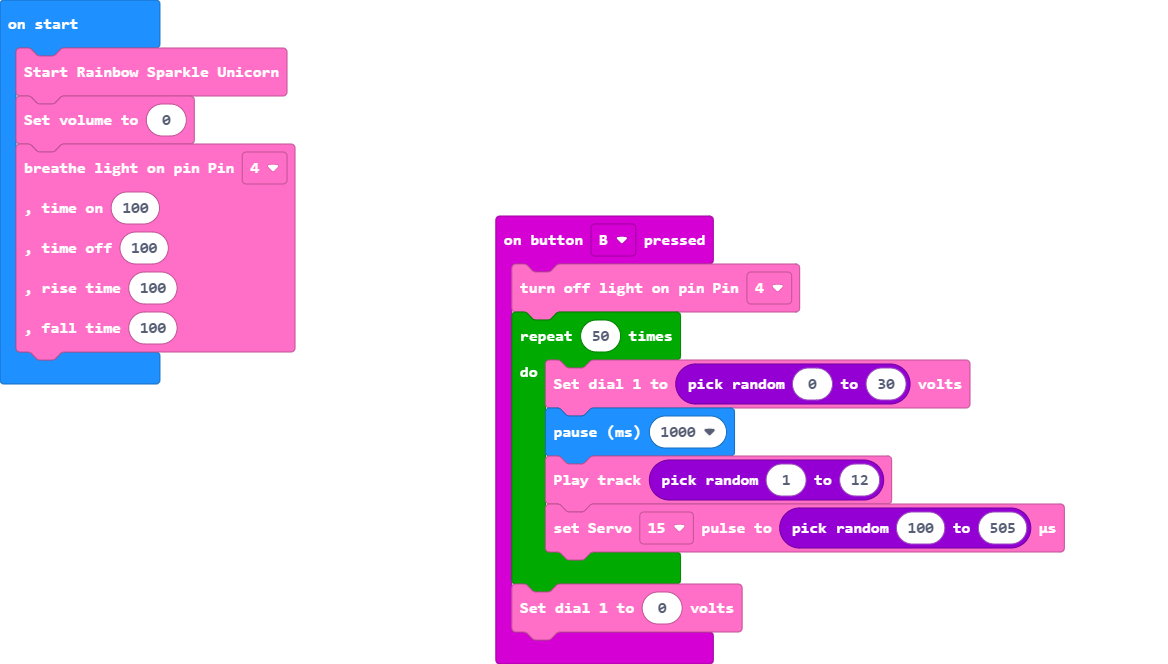 on start
Start Rainbow Sparkle Unicorn
Set volume to 0
breathe light on pin Pin 4
, time on 100
, time off 100
, rise time 100
, fall time 100
on button B pressed
turn off light on pin Pin 4
repeat 50 times
do
Set dial 1 to pick random 0 to 30 volts
pause (ms) 1000
Play track pick random 1 to 12
set Servo 15 pulse to pick random 100 to 505 µs
Set dial 1 to 0 volts